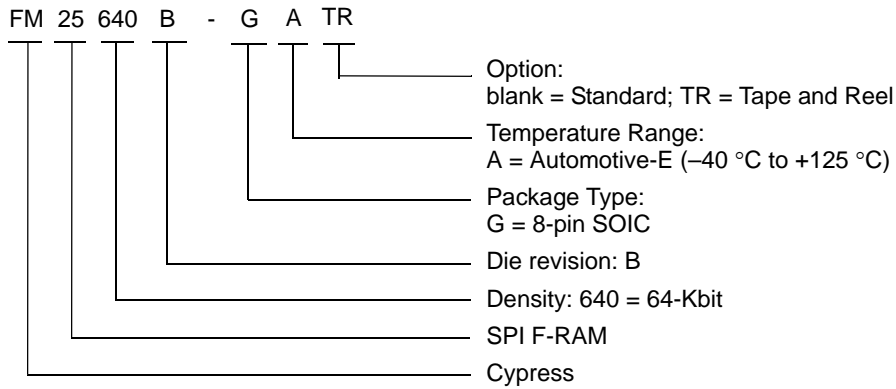 FM 25 640 B - G A TR
Option:
blank = Standard; TR = Tape and Reel
Temperature Range:
A = Automotive-E (–40 °C to +125 °C)
Package Type:
G = 8-pin SOIC
Die revision: B
Density: 640 = 64-Kbit
SPI F-RAM
Cypress